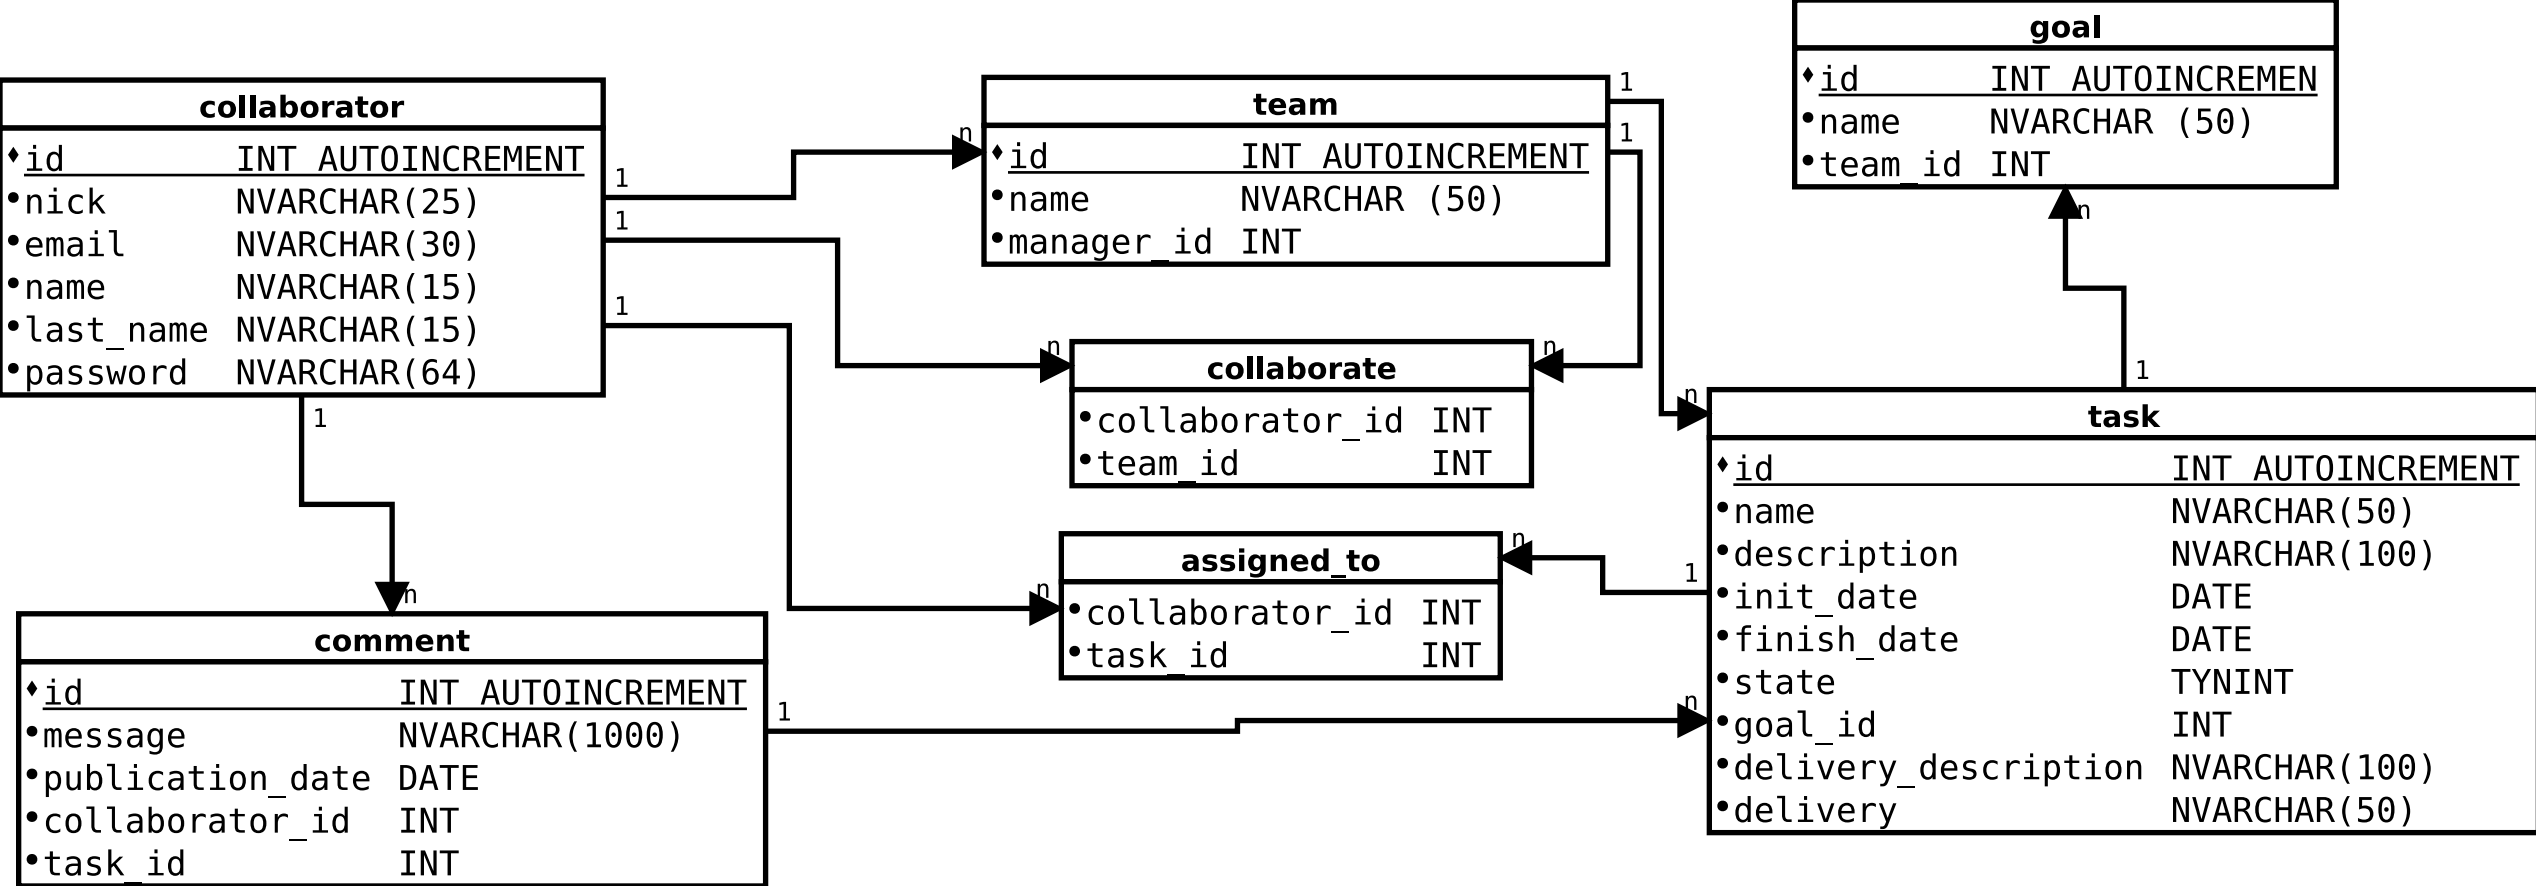 goal
id INT AUTOINCREMEN
name NVARCHAR (50)
team_id INT
collaborator
id INT AUTOINCREMENT
nick NVARCHAR(25)
email NVARCHAR(30)
name NVARCHAR(15)
last_name NVARCHAR(15)
password NVARCHAR(64)
1
1
1
1
n
team
id INT AUTOINCREMENT
name NVARCHAR (50)
manager_id INT
1
1
n
n
collaborate
collaborator_id INT
team_id INT
n
1
n
task
id INT AUTOINCREMENT
name NVARCHAR(50)
description NVARCHAR(100)
init_date DATE
finish_date DATE
state TYNINT
goal_id INT
delivery_description NVARCHAR(100)
delivery NVARCHAR(50)
n
assigned_to
collaborator_id INT
task_id INT
n
1
n
comment
id INT AUTOINCREMENT
message NVARCHAR(1000)
publication_date DATE
collaborator_id INT
task_id INT
1
n